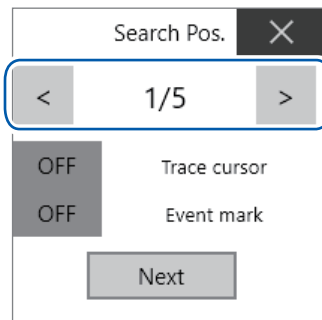 Search Pos. ×
< 1/5 >
OFF Trace cursor
OFF Event mark
Next